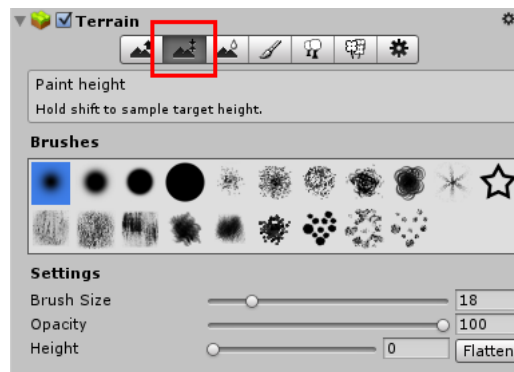 Terrain
Paint height
Hold shift to sample target height.
Brushes
Settings
Brush Size 18
Opacity 100
Height 0 Flatten